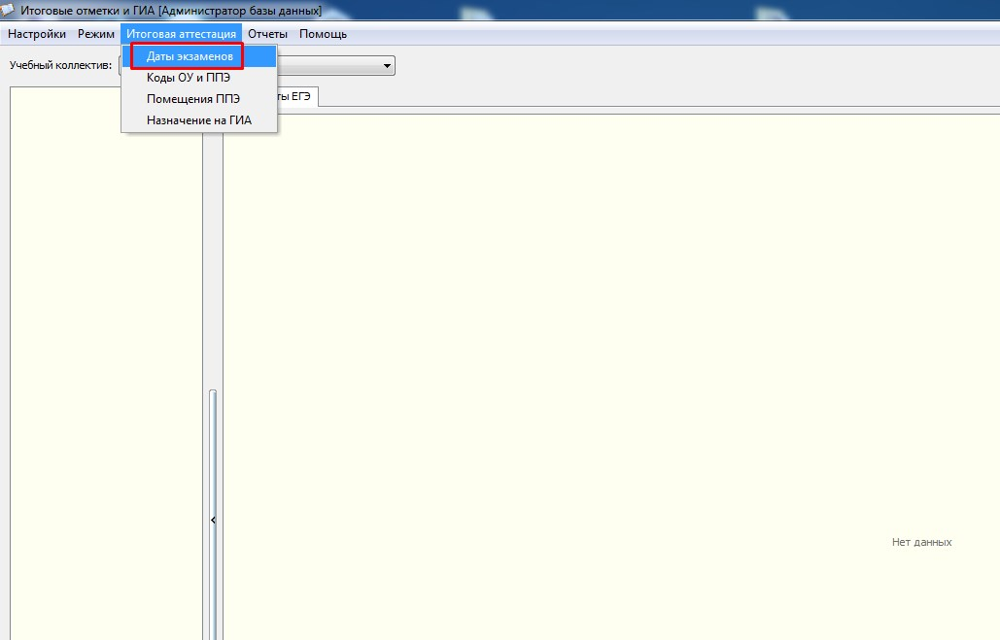 Итоговые отметки и ГИА [Администратор базы данных]
Настройки Режим Итоговая аттестация Отчеты Помощь
Даты экзаменов
Учебный коллектив:
Коды ОУ и ППЭ
Помещения ППЭ
ты ЕГЭ
Назначение на ГИА
Нет данных